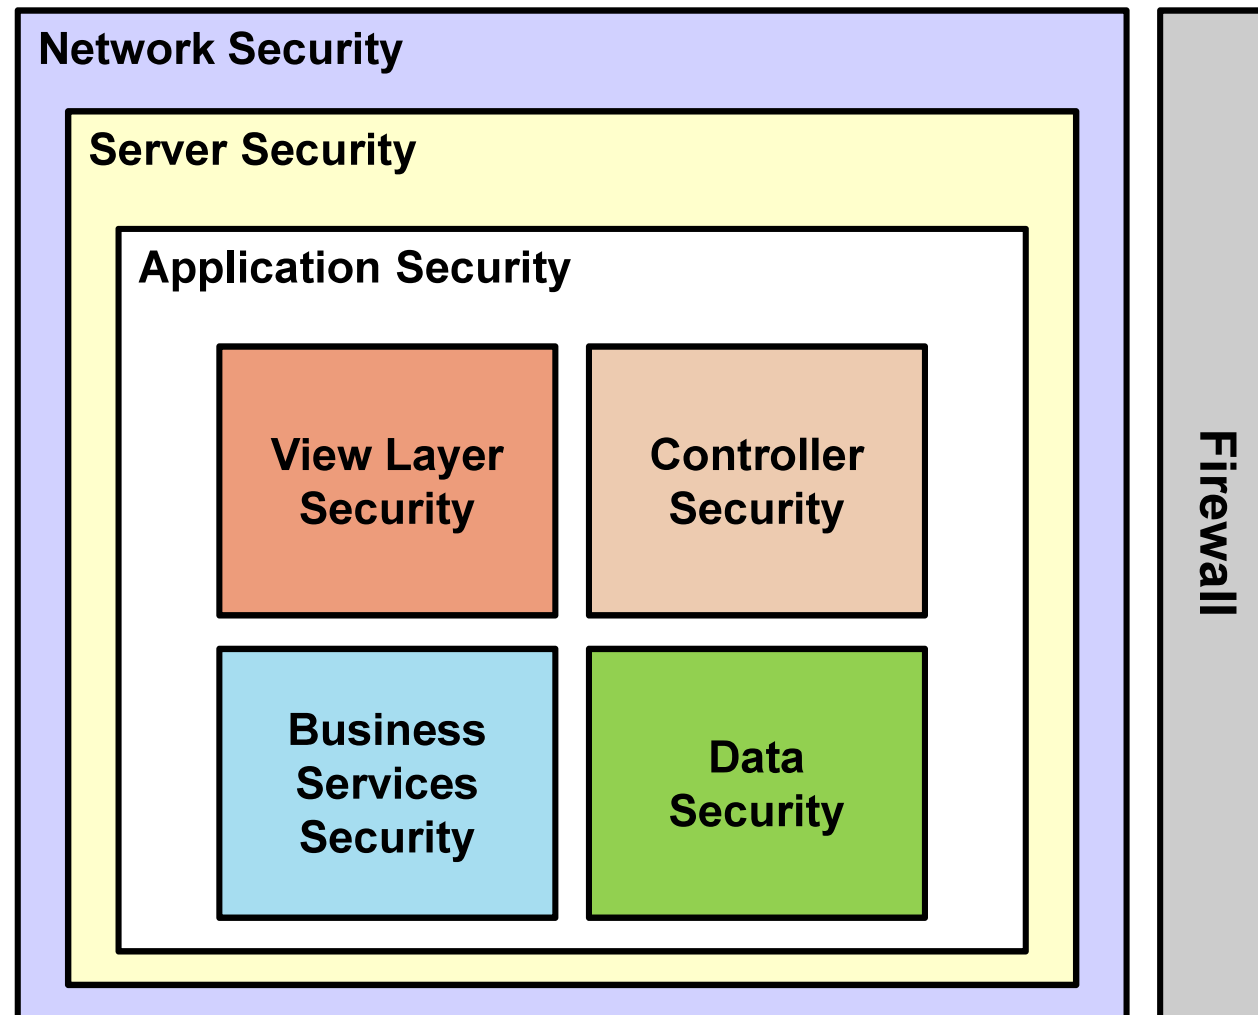 Network Security
Server Security
Application Security
View Layer
Security
Controller
Security
Business
Services
Security
Data
Security
Firewall